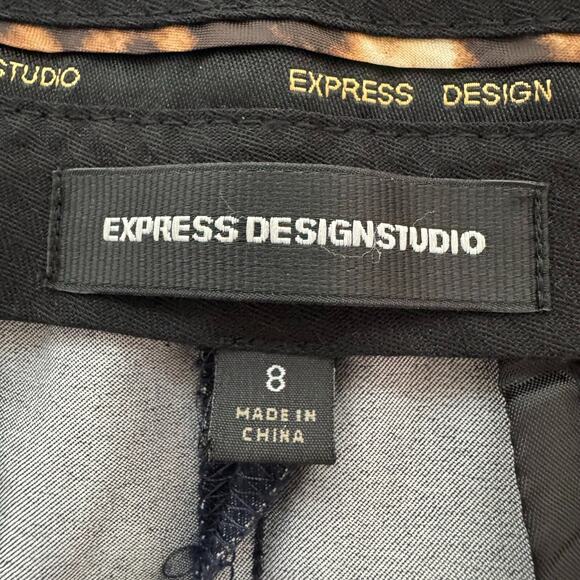 STUDIO EXPRESS DESIGN
EXPRESS DESIGNSTUDIO
8
MADE IN
CHINA